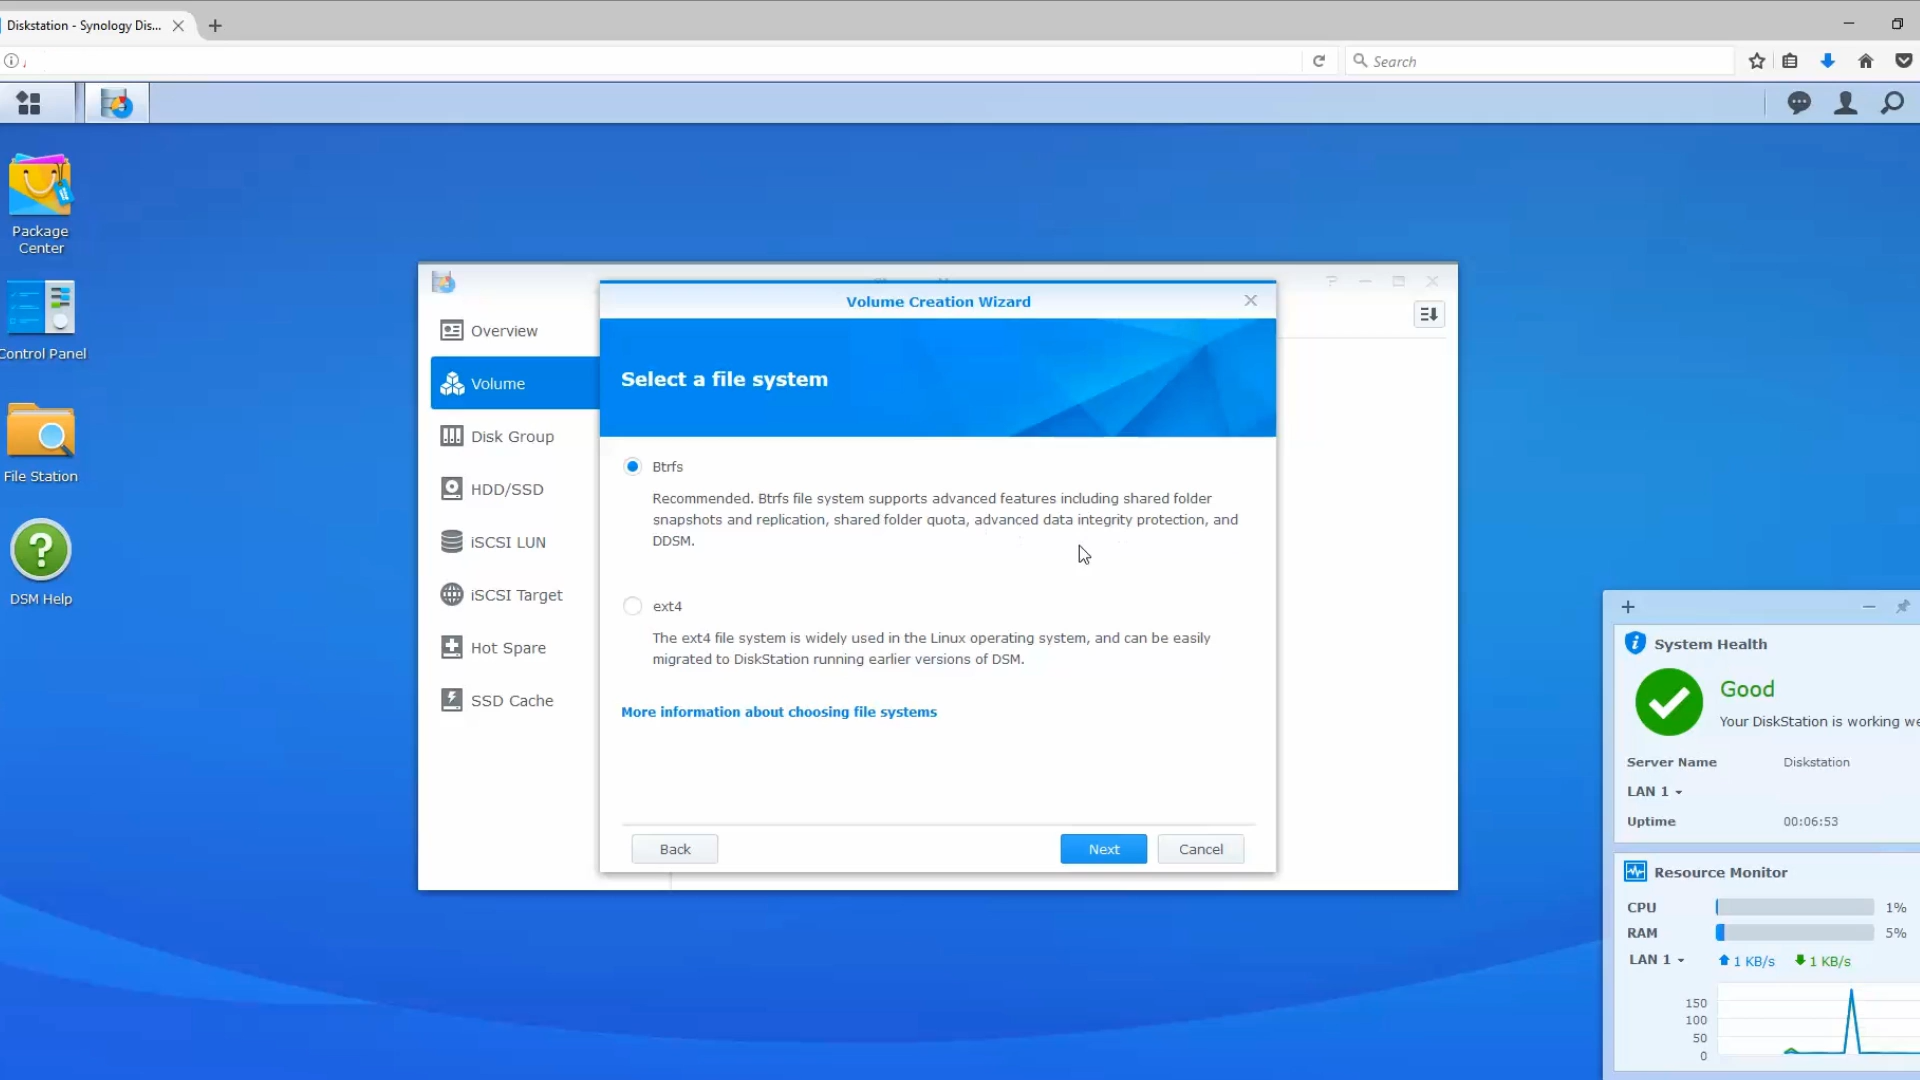 Diskstation - Synology Dis...
Search
Package
Center
Control Panel
File Station
DSM Help
Overview
Volume
Disk Group
HDD/SSD
iSCSI LUN
iSCSI Target
Hot Spare
SSD Cache
Volume Creation Wizard
Select a file system
Btrfs
Recommended. Btrfs file system supports advanced features including shared folder
snapshots and replication, shared folder quota, advanced data integrity protection, and
DDSM.
ext4
The ext4 file system is widely used in the Linux operating system, and can be easily
migrated to DiskStation running earlier versions of DSM.
More information about choosing file systems
Back
Next
Cancel
System Health
Good
Your DiskStation is working we
Server Name Diskstation
LAN 1
Uptime 00:06:53
Resource Monitor
CPU 1%
RAM 5%
LAN 1 1 KB/s 1 KB/s
150
100
50
0